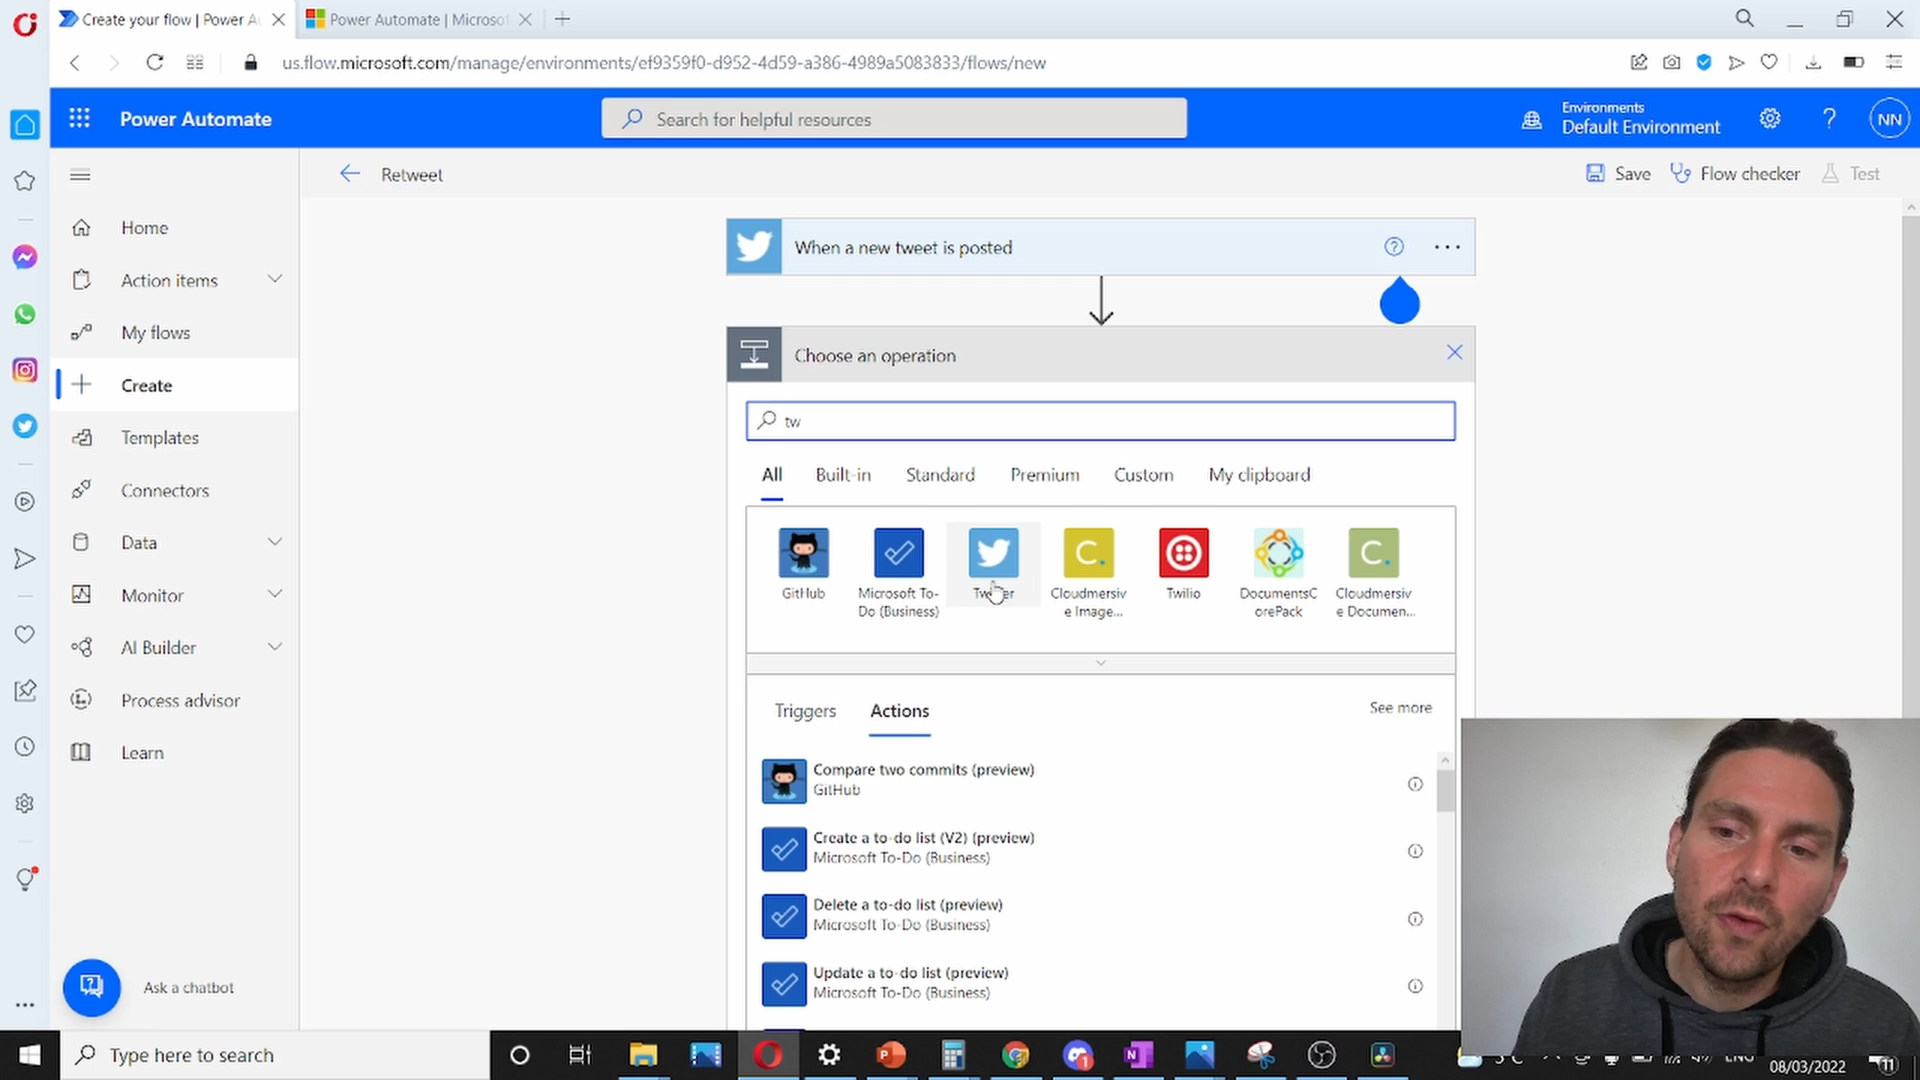 Create your flow | Power A
Power Automate | Microsof
us.flow.microsoft.com/manage/environments/ef9359f0-d952-4d59-a386-4989a5083833/flows/new
Power Automate
Search for helpful resources
Environments
Default Environment
NN
Retweet
Save
Flow checker
Test
Home
Action items
My flows
Create
Templates
Connectors
Data
Monitor
AI Builder
Process advisor
Learn
Ask a chatbot
When a new tweet is posted
Choose an operation
tw
All
Built-in
Standard
Premium
Custom
My clipboard
GitHub
Microsoft To-
Do (Business)
Twitter
Cloudmersiv
e Image...
Twilio
DocumentsC
orePack
Cloudmersiv
e Documen...
Triggers
Actions
See more
Compare two commits (preview)
GitHub
Create a to-do list (V2) (preview)
Microsoft To-Do (Business)
Delete a to-do list (preview)
Microsoft To-Do (Business)
Update a to-do list (preview)
Microsoft To-Do (Business)
Type here to search
08/03/2022
11